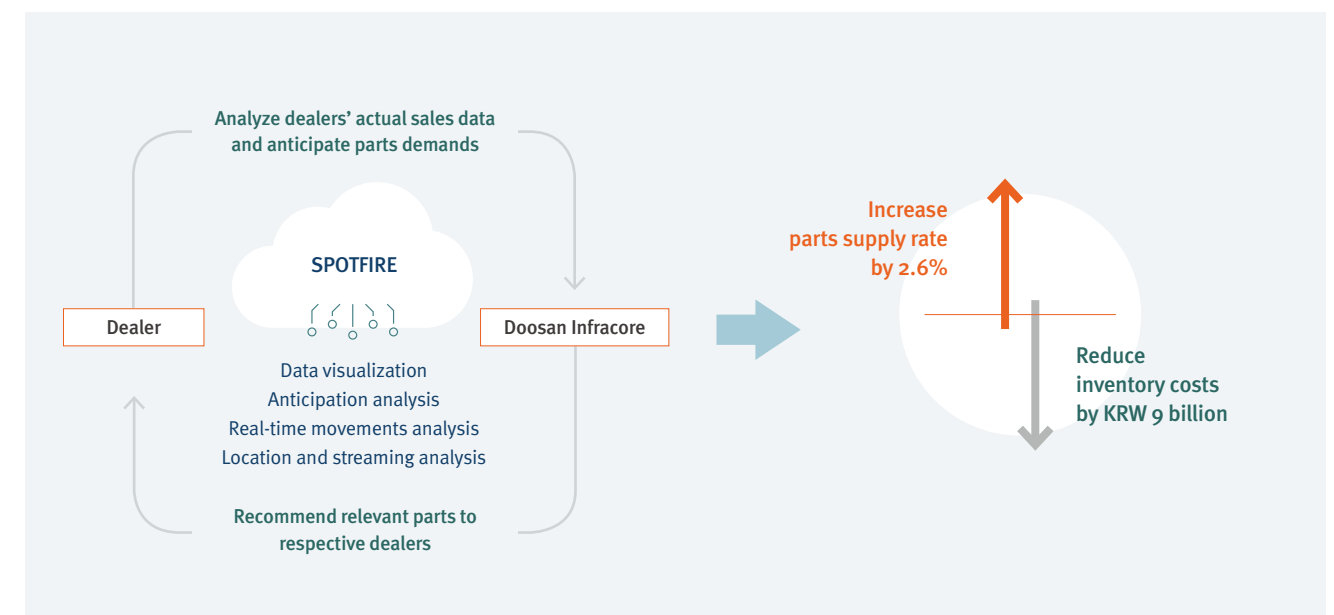 Analyze dealers’ actual sales data
and anticipate parts demands
SPOTFIRE
Dealer
Doosan Infracore
Data visualization
Anticipation analysis
Real-time movements analysis
Location and streaming analysis
Recommend relevant parts to
respective dealers
Increase
parts supply rate
by 2.6%
Reduce
inventory costs
by KRW 9 billion